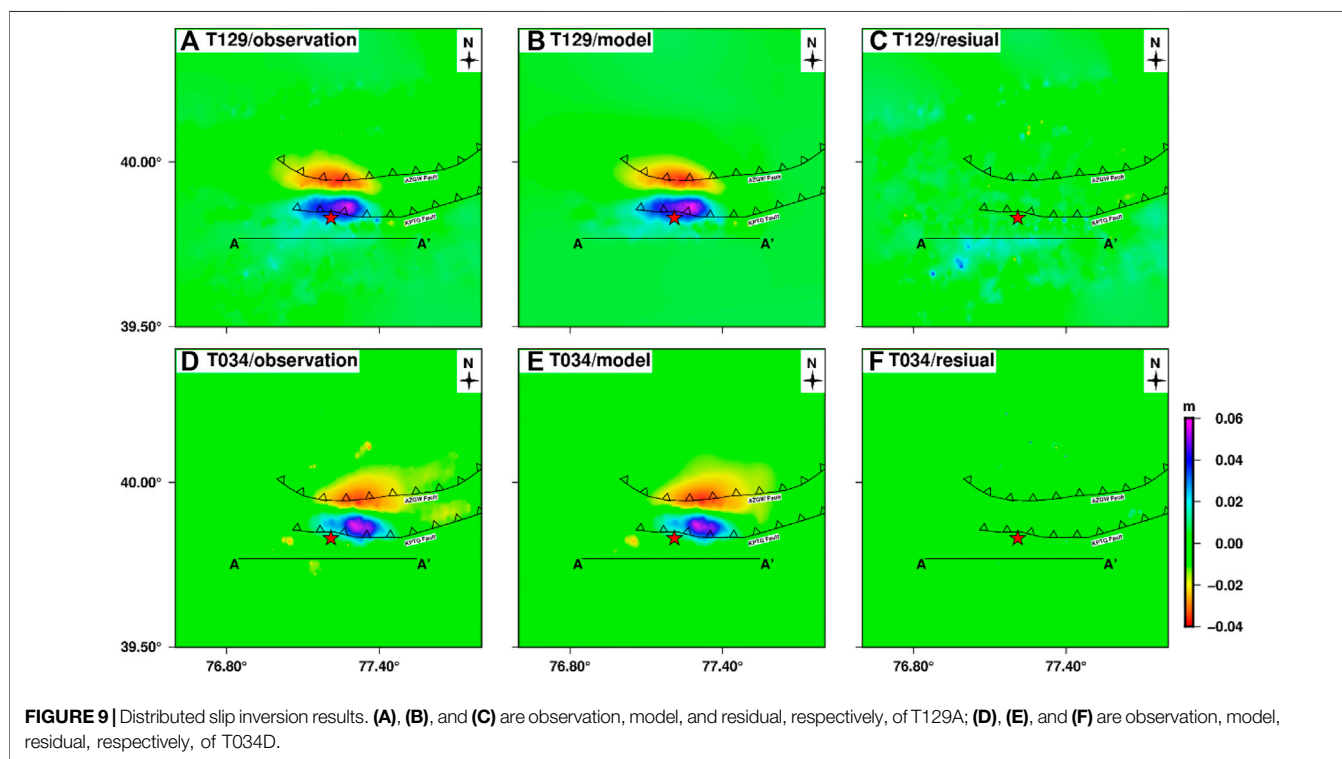 A T129/observation
N
B T129/model
N
C T129/resiual
N
40.00°
39.50°
AZGW Fault
KPTG Fault
A
A'
AZGW Fault
KPTG Fault
A
A'
AZGW Fault
KPTG Fault
A
A'
D T034/observation
N
E T034/model
N
F T034/resiual
N
40.00°
39.50°
AZGW Fault
KPTG Fault
A
A'
AZGW Fault
KPTG Fault
A
A'
AZGW Fault
KPTG Fault
A
A'
m
0.06
0.04
0.02
0.00
−0.02
−0.04
76.80°
77.40°
76.80°
77.40°
76.80°
77.40°
FIGURE 9 | Distributed slip inversion results. (A), (B), and (C) are observation, model, and residual, respectively, of T129A; (D), (E), and (F) are observation, model,
residual, respectively, of T034D.